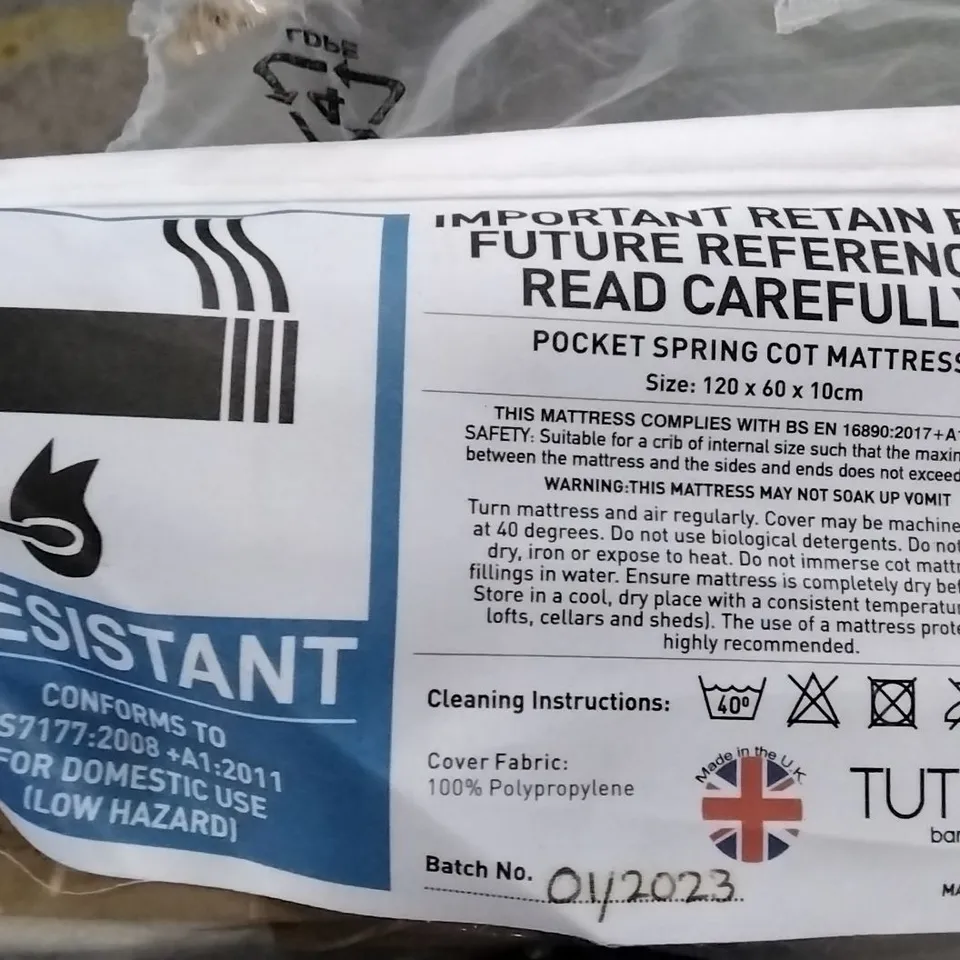 LDPE
4
IMPORTANT RETAIN
FUTURE REFERENC
READ CAREFULLY
POCKET SPRING COT MATTRESS
Size: 120 x 60 x 10cm
THIS MATTRESS COMPLIES WITH BS EN 16890:2017+A1
SAFETY: Suitable for a crib of internal size such that the maxim
between the mattress and the sides and ends does not exceed
WARNING:THIS MATTRESS MAY NOT SOAK UP VOMIT
Turn mattress and air regularly. Cover may be machine
at 40 degrees. Do not use biological detergents. Do not
dry, iron or expose to heat. Do not immerse cot mattr
fillings in water. Ensure mattress is completely dry bef
Store in a cool, dry place with a consistent temperatur
lofts, cellars and sheds). The use of a mattress prote
highly recommended.
Cleaning Instructions:
40º
Cover Fabric:
100% Polypropylene
Made in the U.K
TUT
bar
Batch No. 01/2023
MA
ESISTANT
CONFORMS TO
S7177:2008 +A1:2011
FOR DOMESTIC USE
(LOW HAZARD)